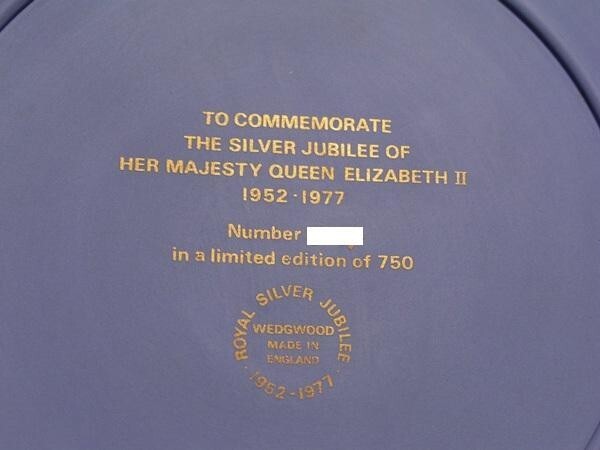 TO COMMEMORATE
THE SILVER JUBILEE OF
HER MAJESTY QUEEN ELIZABETH II
1952-1977
Number
in a limited edition of 750
ROYAL SILVER JUBILEE
WEDGWOOD
MADE IN
ENGLAND
·1952-1977·